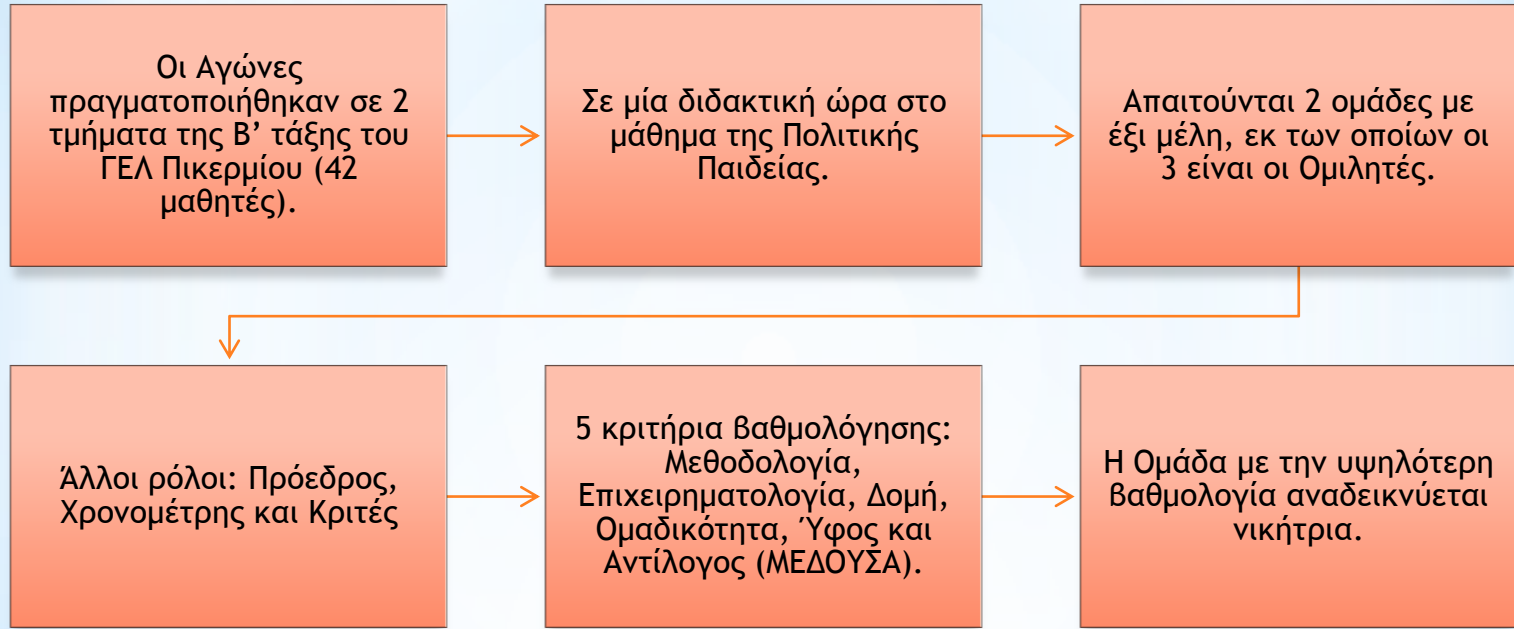 Οι Αγώνες
πραγματοποιήθηκαν σε 2
τμήματα της Β’ τάξης του
ΓΕΛ Πικερμίου (42
μαθητές).
Σε μία διδακτική ώρα στο
μάθημα της Πολιτικής
Παιδείας.
Απαιτούνται 2 ομάδες με
έξι μέλη, εκ των οποίων οι
3 είναι οι Ομιλητές.
Άλλοι ρόλοι: Πρόεδρος,
Χρονομέτρης και Κριτές
5 κριτήρια βαθμολόγησης:
Μεθοδολογία,
Επιχειρηματολογία, Δομή,
Ομαδικότητα, Ύφος και
Αντίλογος (ΜΕΔΟΥΣΑ).
Η Ομάδα με την υψηλότερη
βαθμολογία αναδεικνύεται
νικήτρια.